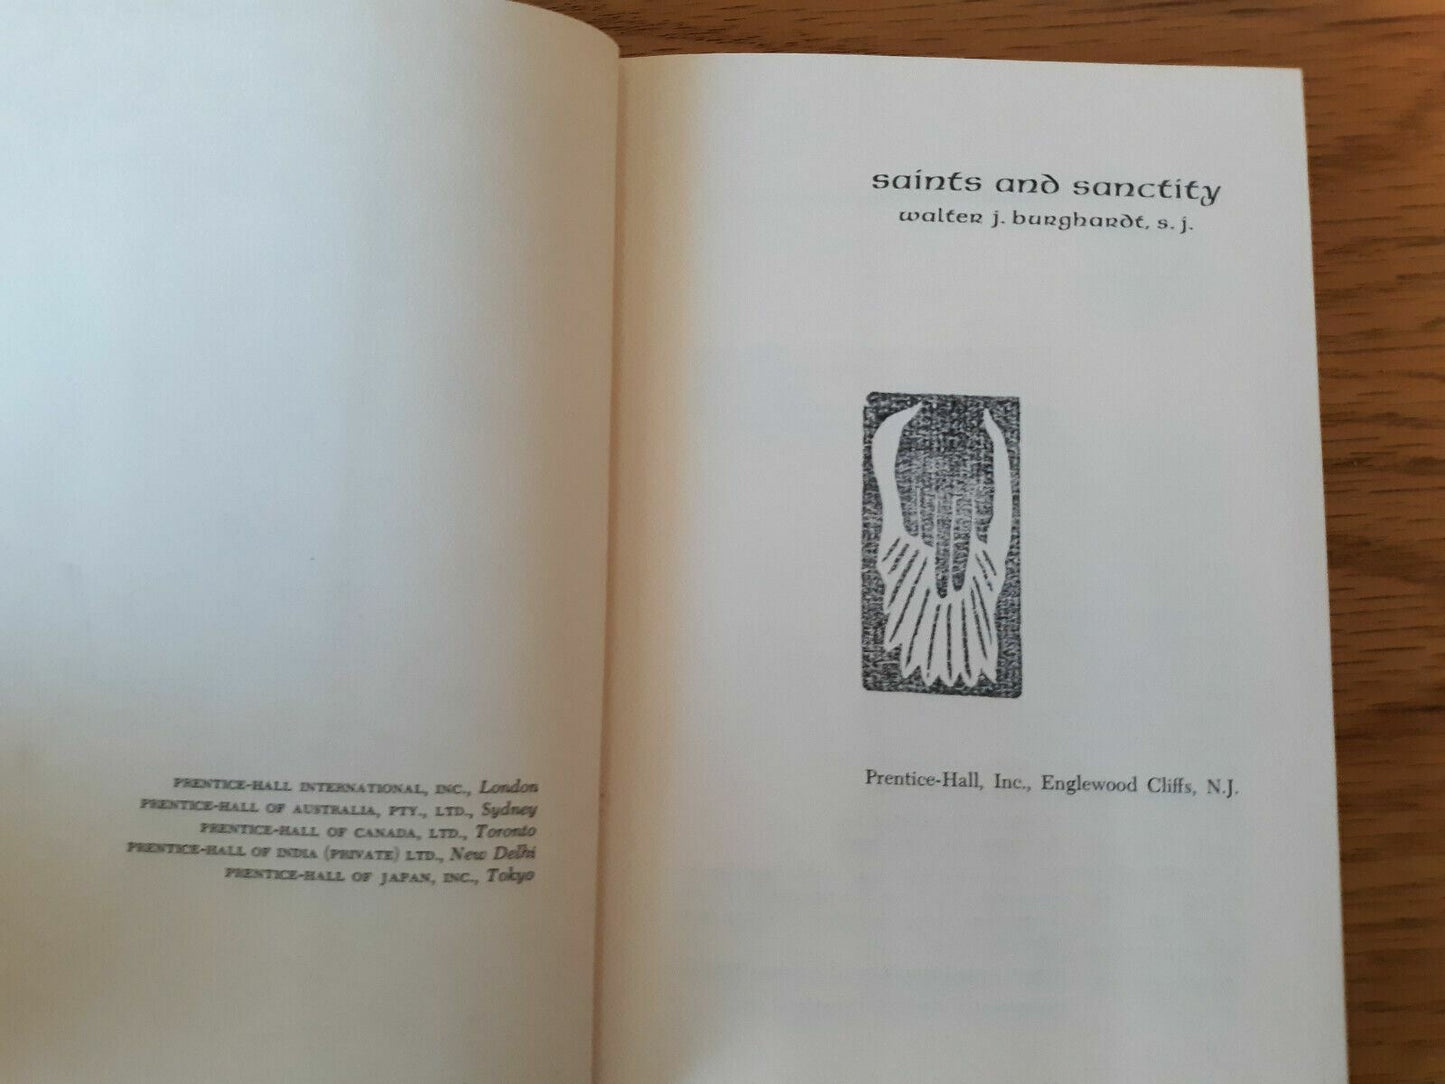 PRENTICE-HALL INTERNATIONAL, INC., London
PRENTICE-HALL OF AUSTRALIA, PTY., LTD., Sydney
PRENTICE-HALL OF CANADA, LTD., Toronto
PRENTICE-HALL OF INDIA (PRIVATE) LTD., New Delhi
PRENTICE-HALL OF JAPAN, INC., Tokyo
saints and sanctity
walter j. burghardt, s. j.
Prentice-Hall, Inc., Englewood Cliffs, N.J.